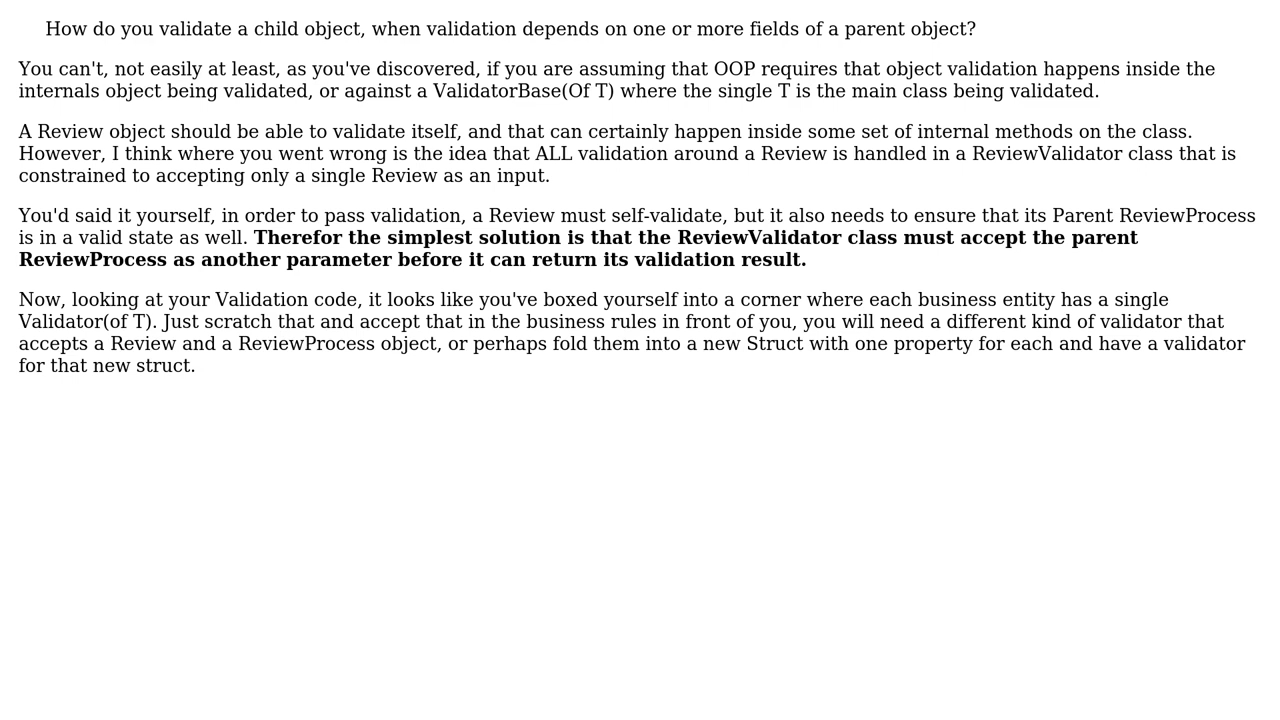 How do you validate a child object, when validation depends on one or more fields of a parent object?
You can't, not easily at least, as you've discovered, if you are assuming that OOP requires that object validation happens inside the
internals object being validated, or against a ValidatorBase(Of T) where the single T is the main class being validated.
A Review object should be able to validate itself, and that can certainly happen inside some set of internal methods on the class.
However, I think where you went wrong is the idea that ALL validation around a Review is handled in a ReviewValidator class that is
constrained to accepting only a single Review as an input.
You'd said it yourself, in order to pass validation, a Review must self-validate, but it also needs to ensure that its Parent ReviewProcess
is in a valid state as well. Therefor the simplest solution is that the ReviewValidator class must accept the parent
ReviewProcess as another parameter before it can return its validation result.
Now, looking at your Validation code, it looks like you've boxed yourself into a corner where each business entity has a single
Validator(of T). Just scratch that and accept that in the business rules in front of you, you will need a different kind of validator that
accepts a Review and a ReviewProcess object, or perhaps fold them into a new Struct with one property for each and have a validator
for that new struct.